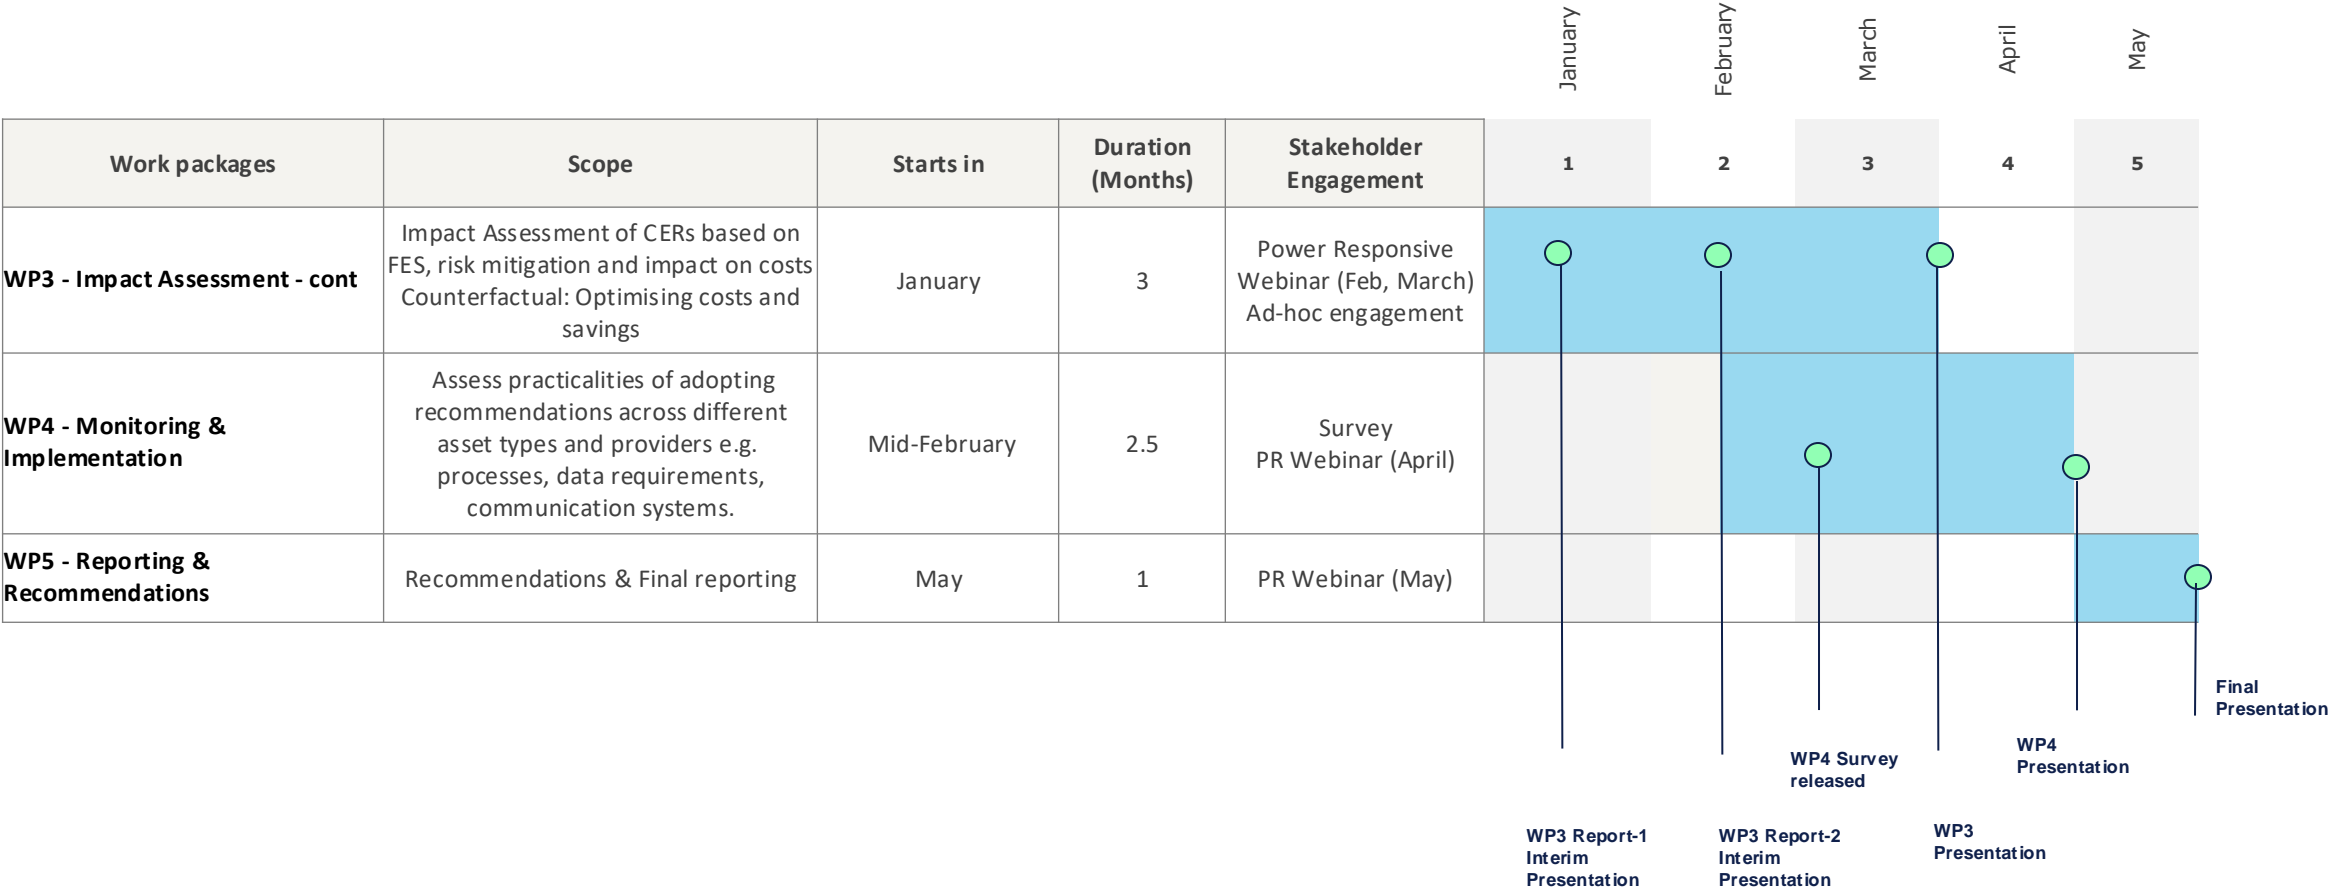 January
February
March
April
May
Work packages
Scope
Starts in
Duration
(Months)
Stakeholder
Engagement
1
2
3
4
5
WP3 - Impact Assessment - cont
Impact Assessment of CERs based on
FES, risk mitigation and impact on costs
Counterfactual: Optimising costs and
savings
January
3
Power Responsive
Webinar (Feb, March)
Ad-hoc engagement
WP4 - Monitoring &
Implementation
Assess practicalities of adopting
recommendations across different
asset types and providers e.g.
processes, data requirements,
communication systems.
Mid-February
2.5
Survey
PR Webinar (April)
WP5 - Reporting &
Recommendations
Recommendations & Final reporting
May
1
PR Webinar (May)
Final
Presentation
WP4
Presentation
WP4 Survey
released
WP3 Report-1
Interim
Presentation
WP3 Report-2
Interim
Presentation
WP3
Presentation